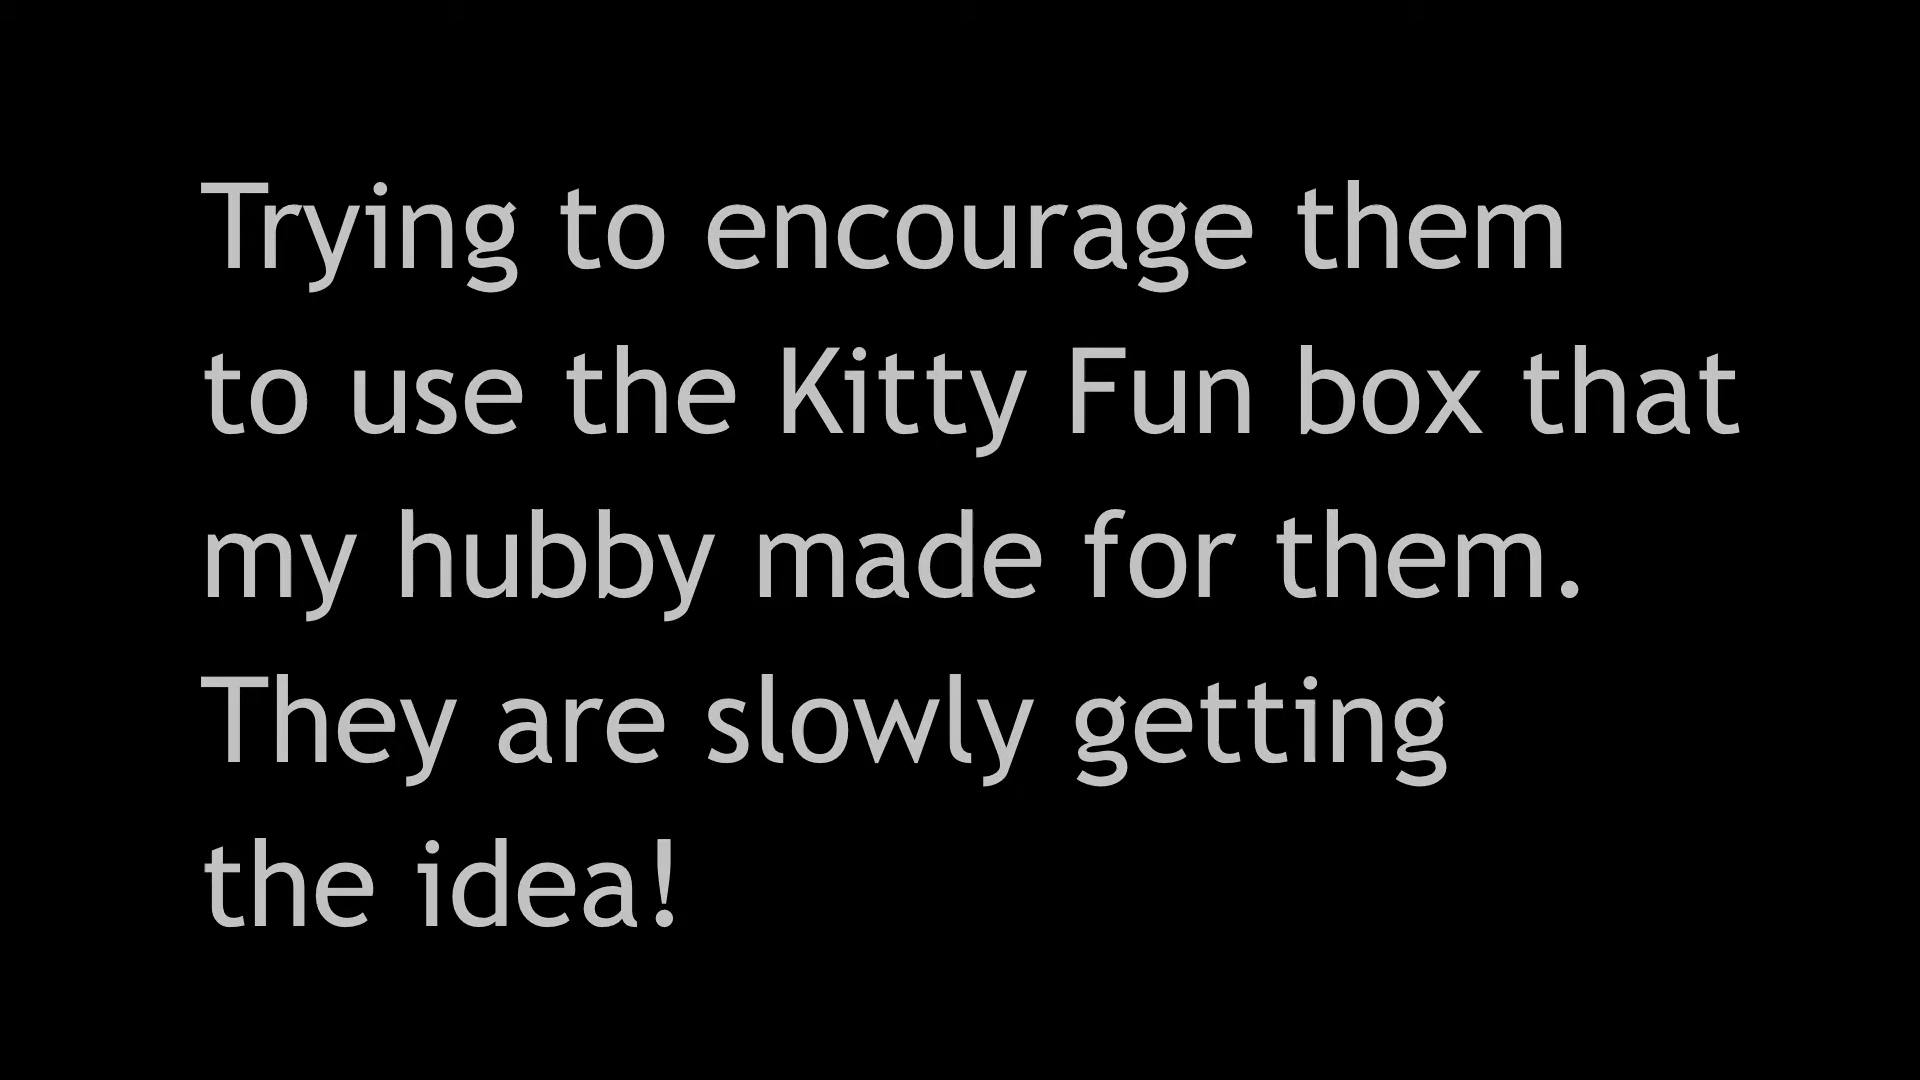 Trying to encourage them
to use the Kitty Fun box that
my hubby made for them.
They are slowly getting
the idea!